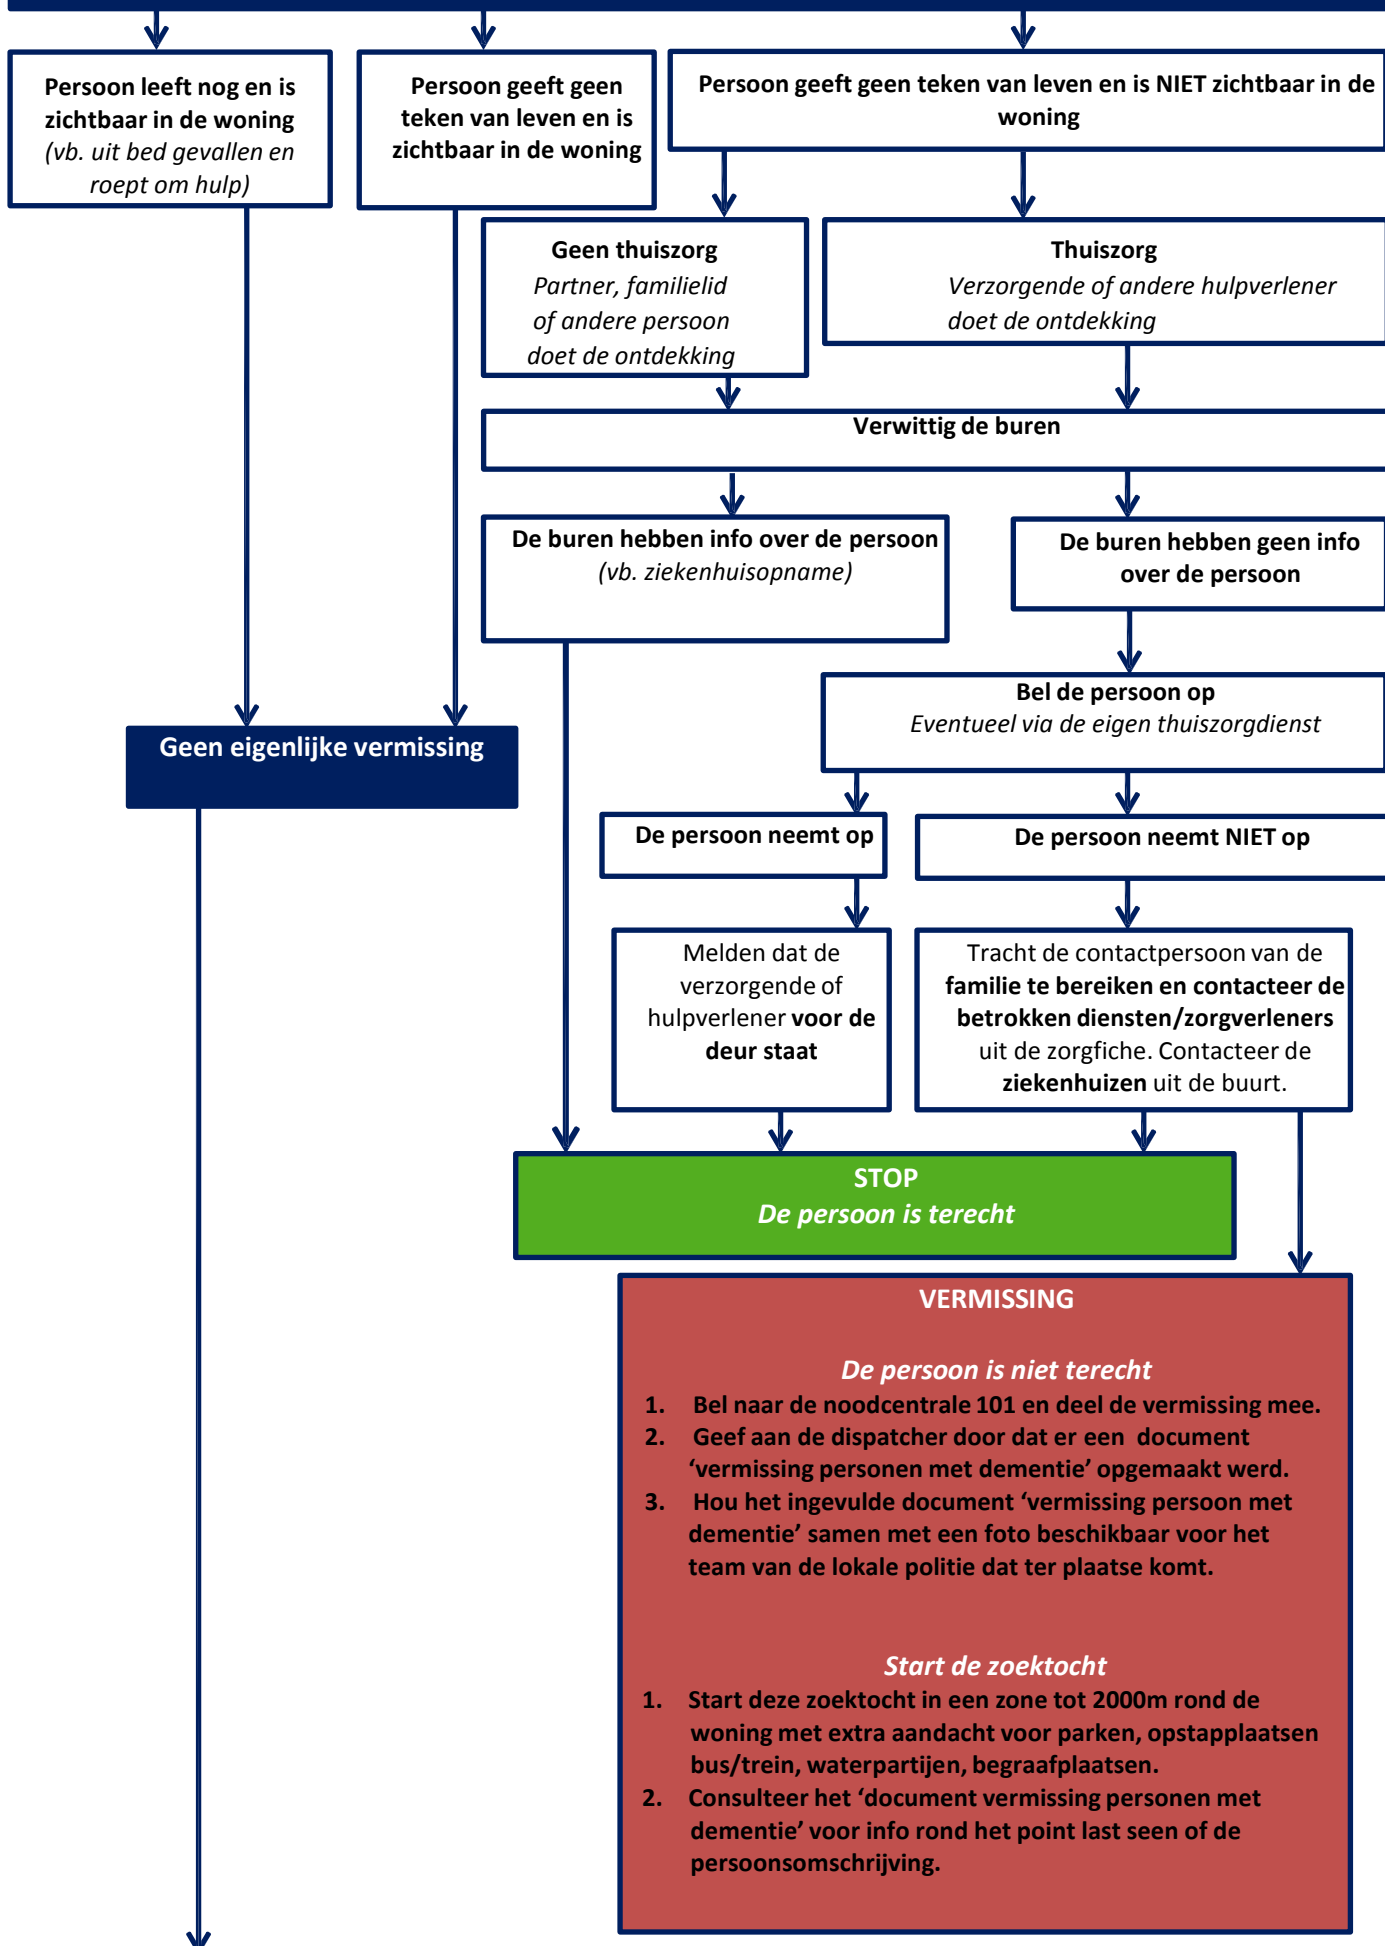 Persoon leeft nog en is
zichtbaar in de woning
(vb. uit bed gevallen en
roept om hulp)
Persoon geeft geen
teken van leven en is
zichtbaar in de woning
Persoon geeft geen teken van leven en is NIET zichtbaar in de
woning
Geen thuiszorg
Partner, familielid
of andere persoon
doet de ontdekking
Thuiszorg
Verzorgende of andere hulpverlener
doet de ontdekking
Verwittig de buren
De buren hebben info over de persoon
(vb. ziekenhuisopname)
De buren hebben geen info
over de persoon
Bel de persoon op
Eventueel via de eigen thuiszorgdienst
Geen eigenlijke vermissing
De persoon neemt op
De persoon neemt NIET op
Melden dat de
verzorgende of
hulpverlener voor de
deur staat
Tracht de contactpersoon van de
familie te bereiken en contacteer de
betrokken diensten/zorgverleners
uit de zorgfiche. Contacteer de
ziekenhuizen uit de buurt.
STOP
De persoon is terecht
VERMISSING
De persoon is niet terecht
1. Bel naar de noodcentrale 101 en deel de vermissing mee.
2. Geef aan de dispatcher door dat er een document
‘vermissing personen met dementie’ opgemaakt werd.
3. Hou het ingevulde document ‘vermissing persoon met
dementie’ samen met een foto beschikbaar voor het
team van de lokale politie dat ter plaatse komt.
Start de zoektocht
1. Start deze zoektocht in een zone tot 2000m rond de
woning met extra aandacht voor parken, opstapplaatsen
bus/trein, waterpartijen, begraafplaatsen.
2. Consulteer het ‘document vermissing personen met
dementie’ voor info rond het point last seen of de
persoonsomschrijving.